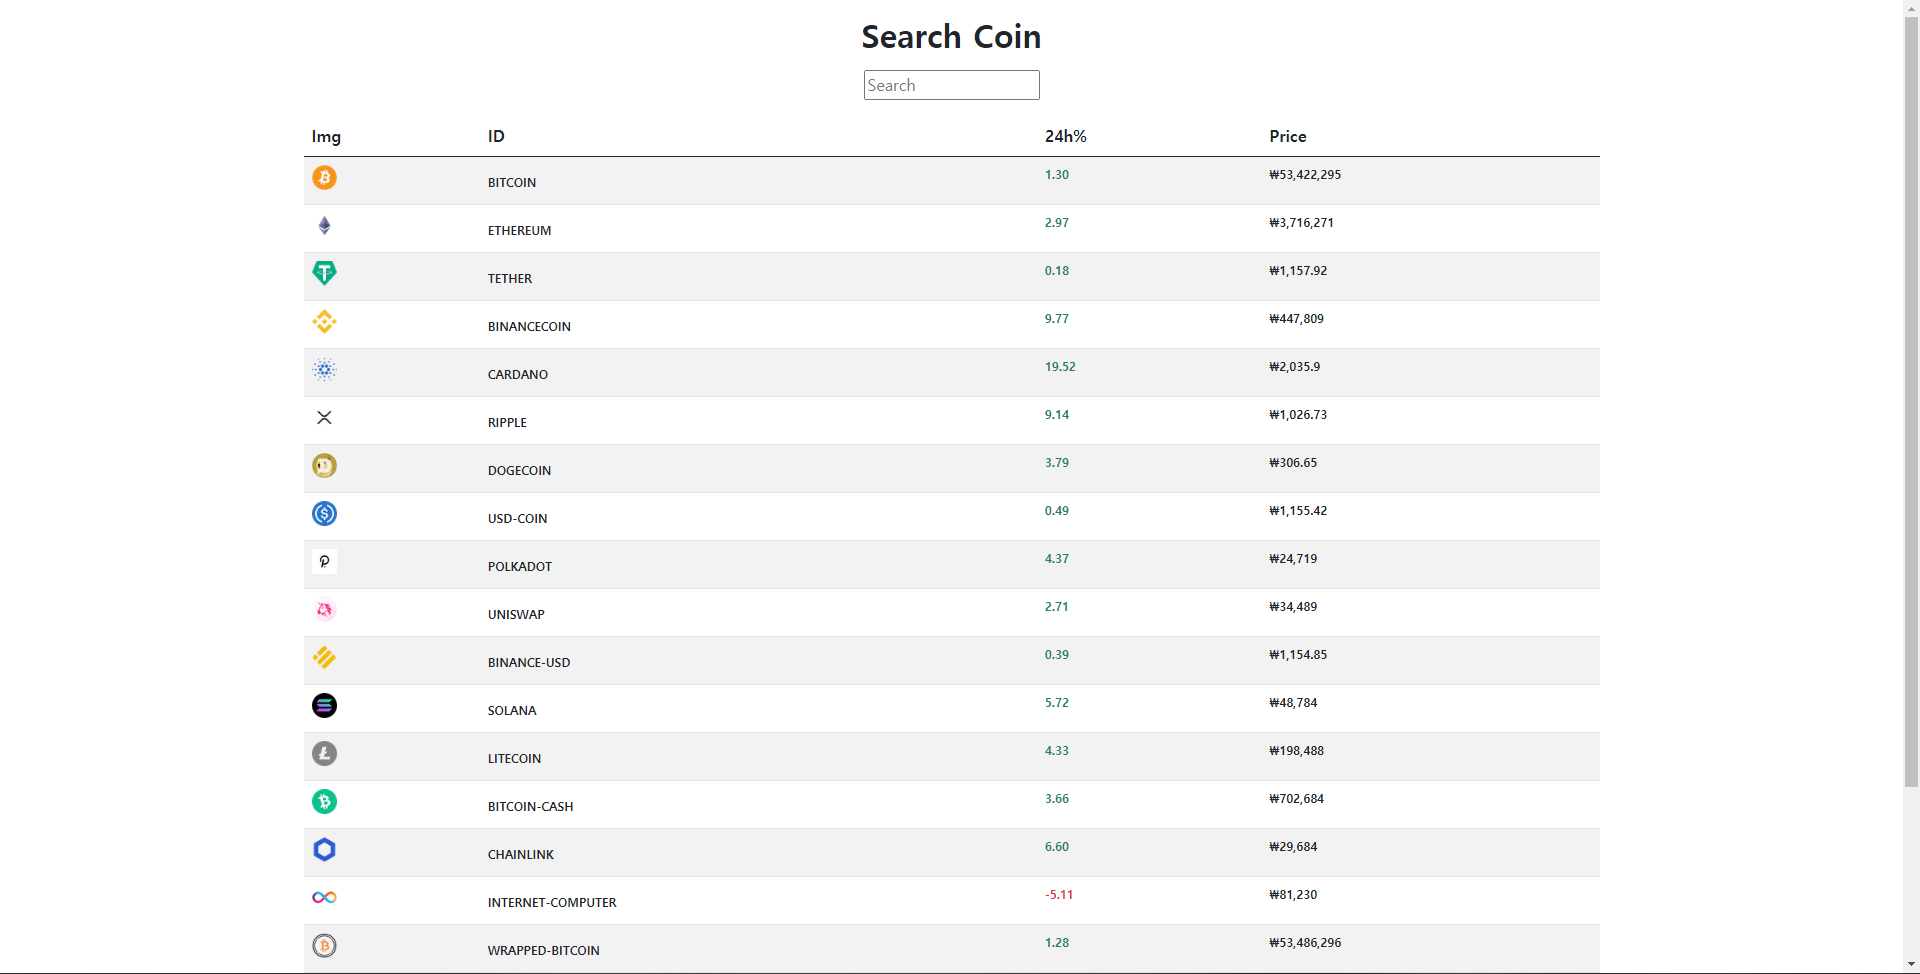 Search Coin
Search
Img ID 24h% Price
BITCOIN 1.30 ₩53,422,295
ETHEREUM 2.97 ₩3,716,271
TETHER 0.18 ₩1,157.92
BINANCECOIN 9.77 ₩447,809
CARDANO 19.52 ₩2,035.9
RIPPLE 9.14 ₩1,026.73
DOGECOIN 3.79 ₩306.65
USD-COIN 0.49 ₩1,155.42
POLKADOT 4.37 ₩24,719
UNISWAP 2.71 ₩34,489
BINANCE-USD 0.39 ₩1,154.85
SOLANA 5.72 ₩48,784
LITECOIN 4.33 ₩198,488
BITCOIN-CASH 3.66 ₩702,684
CHAINLINK 6.60 ₩29,684
INTERNET-COMPUTER -5.11 ₩81,230
WRAPPED-BITCOIN 1.28 ₩53,486,296